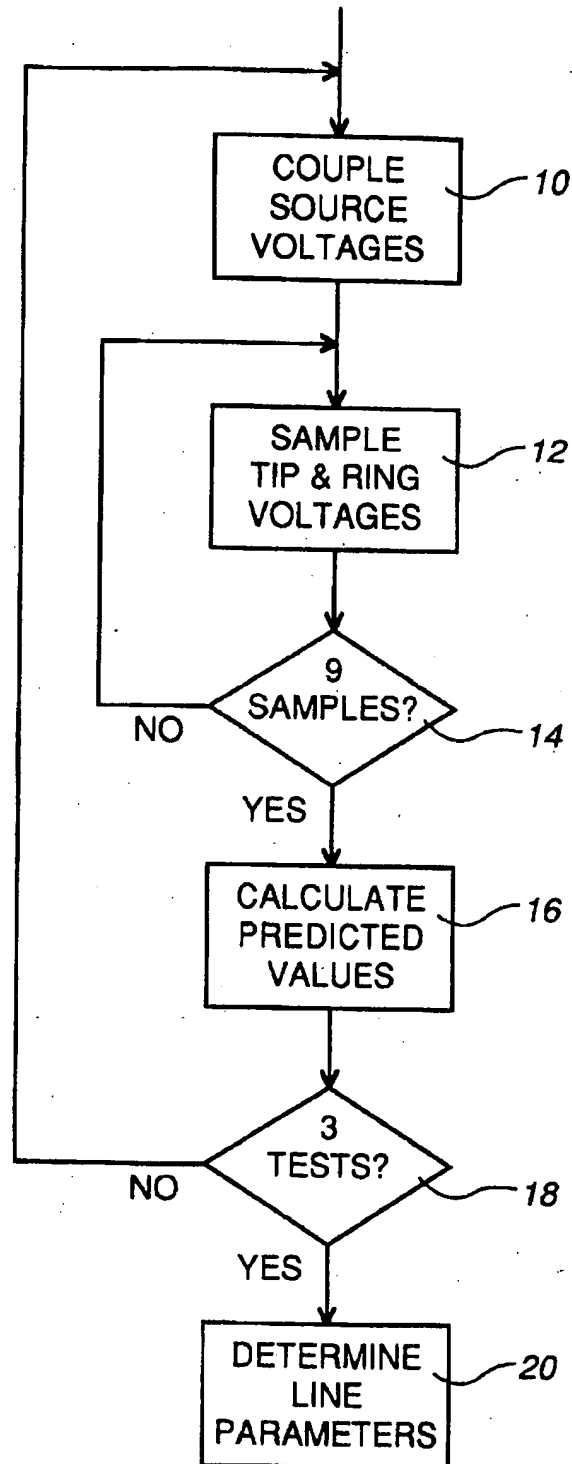 COUPLE
SOURCE
VOLTAGES
10
SAMPLE
TIP & RING
VOLTAGES
12
9
SAMPLES?
14
NO
YES
CALCULATE
PREDICTED
VALUES
16
3
TESTS?
18
NO
YES
DETERMINE
LINE
PARAMETERS
20